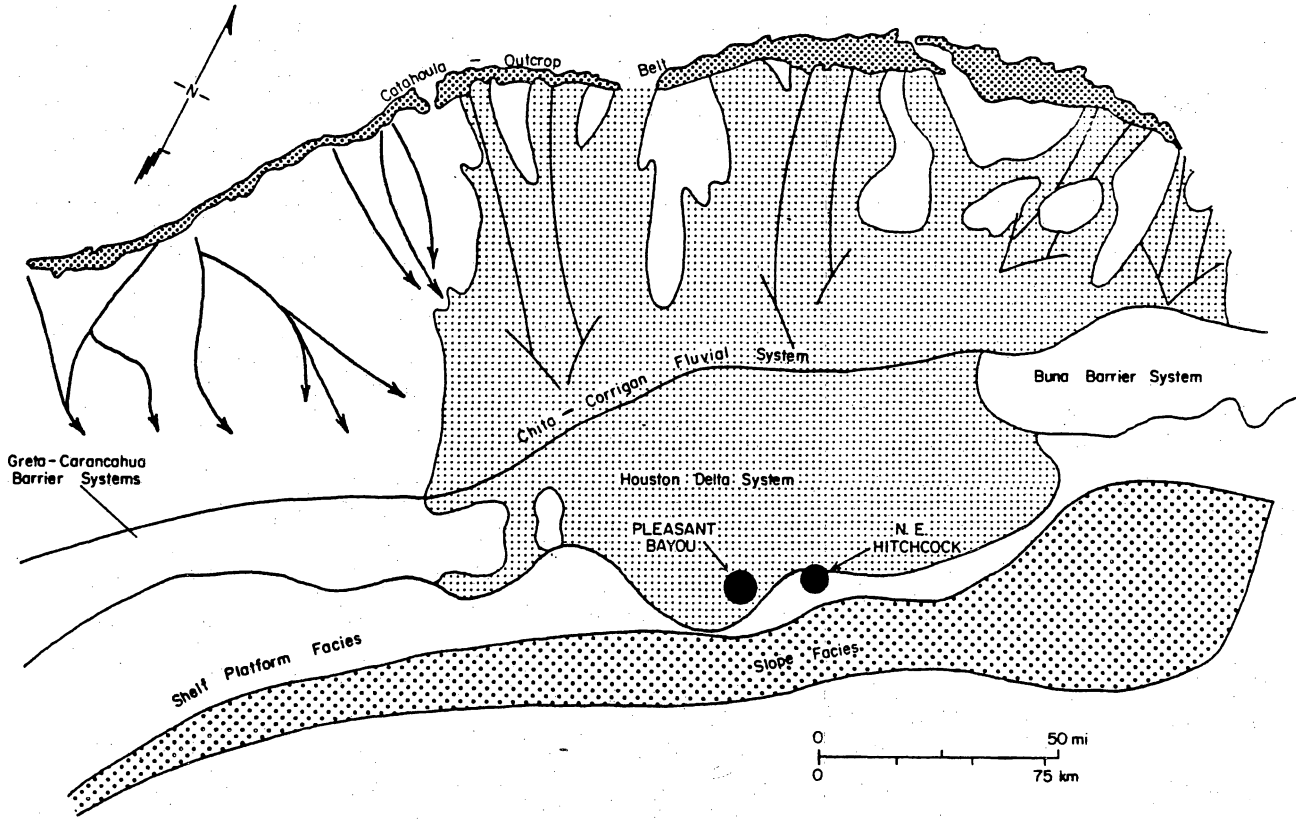 Catahoula – Outcrop Belt
N
Chita – Corrigan Fluvial System
Buna Barrier System
Greta-Carancahua
Barrier Systems
Houston Delta System
PLEASANT
BAYOU
N. E.
HITCHCOCK
Shelf Platform Facies
Slope Facies
0 50 mi
0 75 km